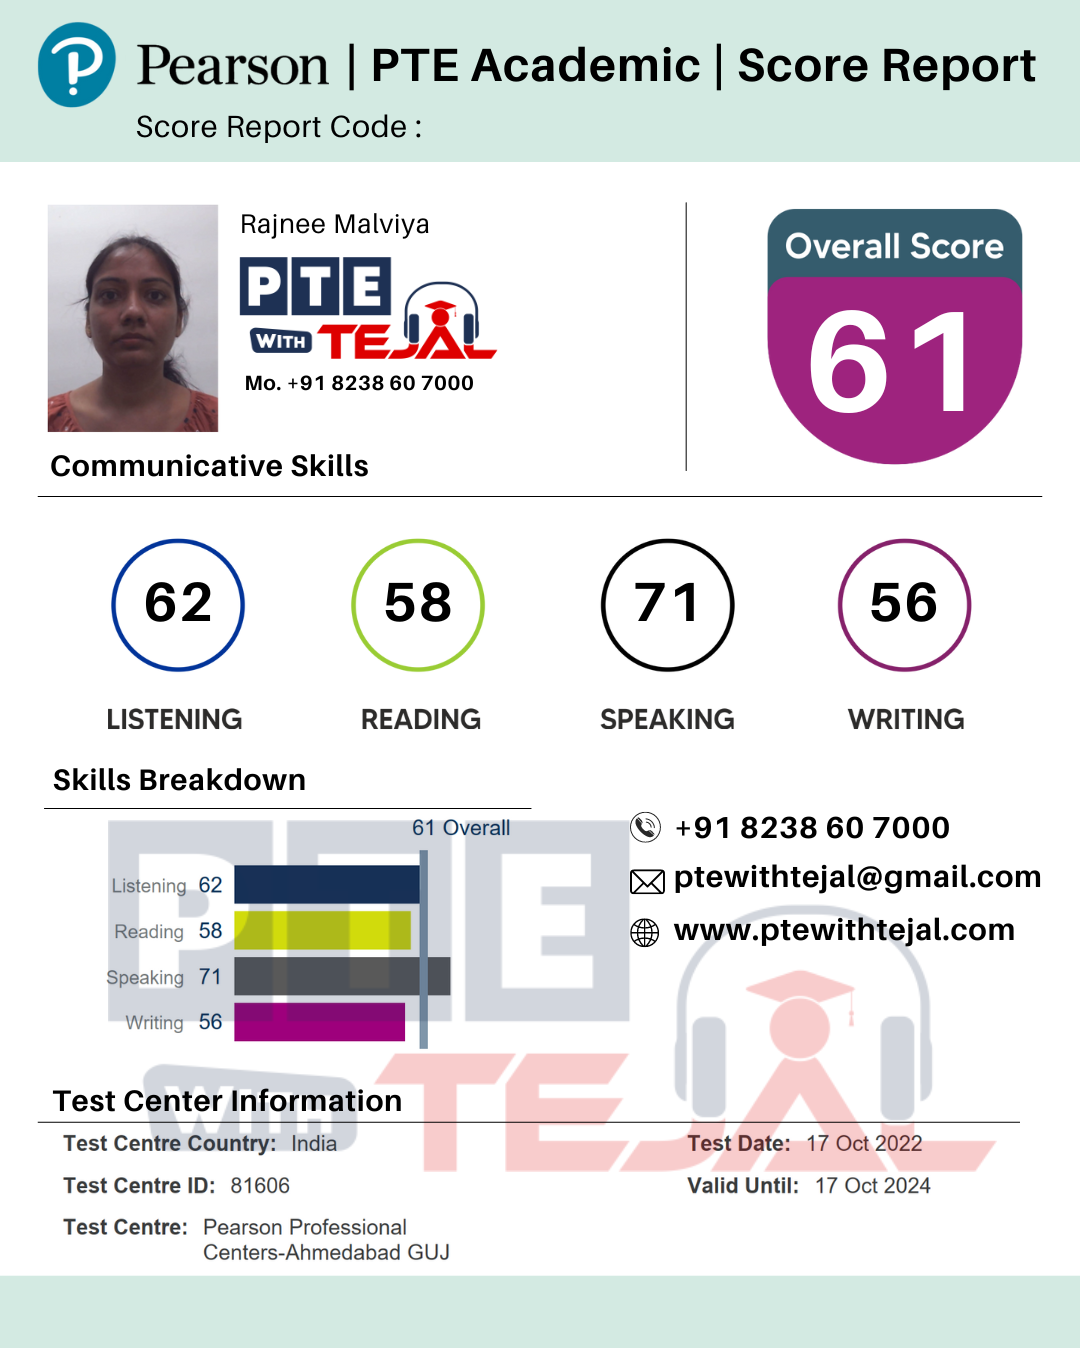 Pearson | PTE Academic | Score Report
Score Report Code :
Rajnee Malviya
PTE
WITH TEJAL
Mo. +91 8238 60 7000
Overall Score
61
Communicative Skills
62 58 71 56
LISTENING READING SPEAKING WRITING
Skills Breakdown
61 Overall
Listening 62
Reading 58
Speaking 71
Writing 56
+91 8238 60 7000
ptewithtejal@gmail.com
www.ptewithtejal.com
PTE
WITH TEJAL
Test Center Information
Test Centre Country: India
Test Date: 17 Oct 2022
Test Centre ID: 81606
Valid Until: 17 Oct 2024
Test Centre: Pearson Professional
Centers-Ahmedabad GUJ